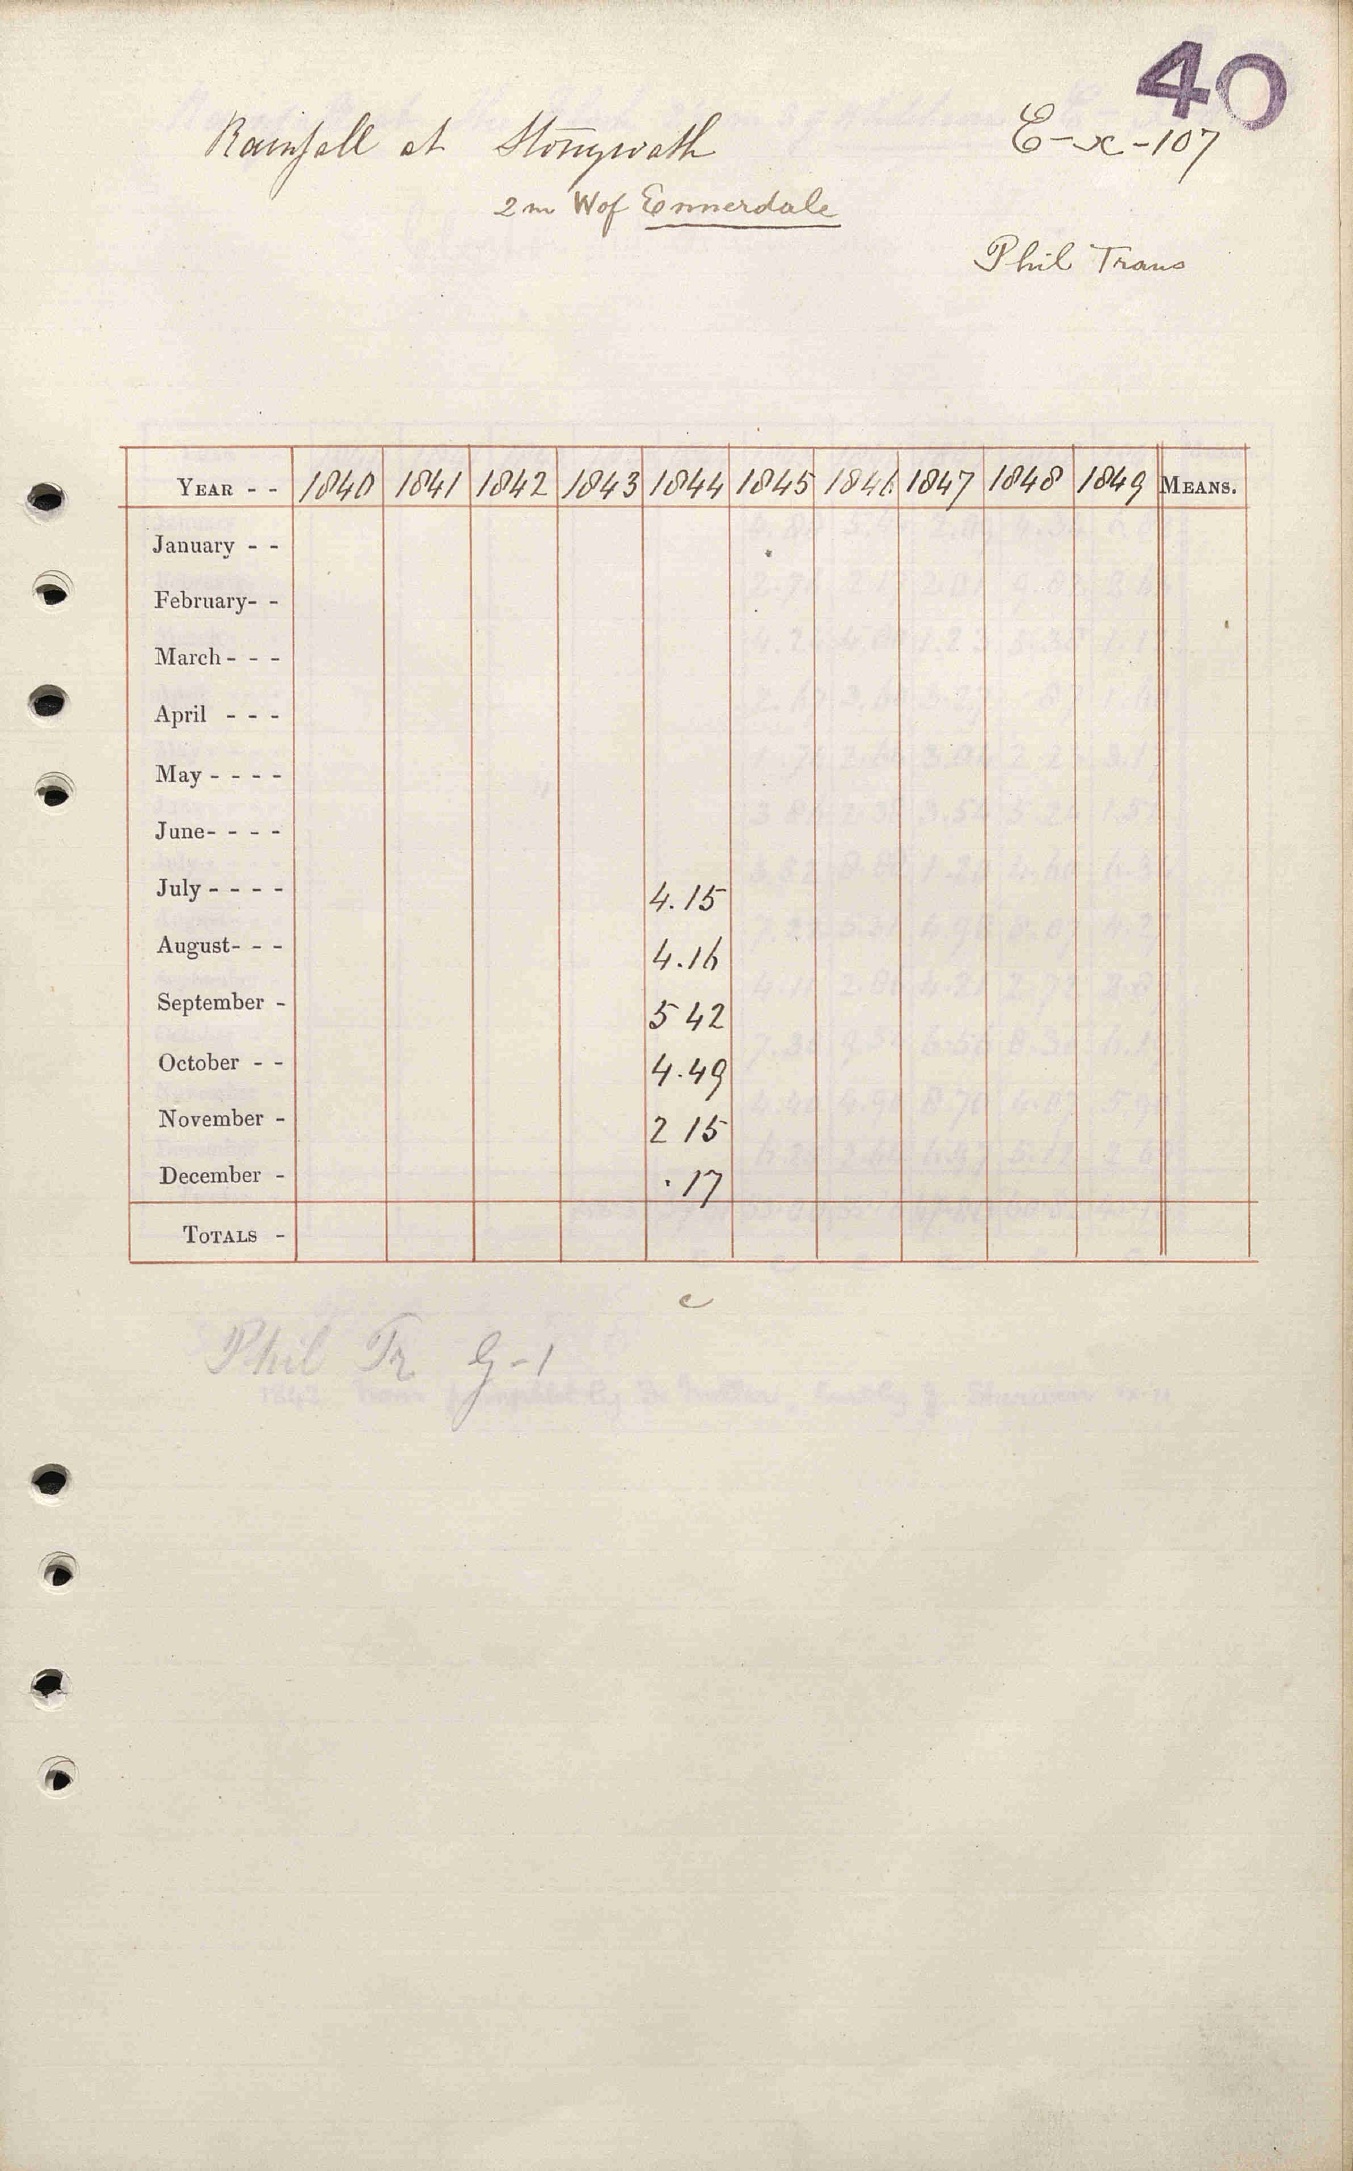 40
Rainfall at Stonywath E-x-107
2m W of Ennerdale
Phil Trans
YEAR - - 1840 1841 1842 1843 1844 1845 1846 1847 1848 1849 MEANS.
January - -
February- -
March- - -
April - - -
May- - - -
June- - - -
July- - - - 4.15
August- - - 4.16
September - 5 42
October - - 4.49
November - 2 15
December - .17
TOTALS -
c
Phil Tr G-1